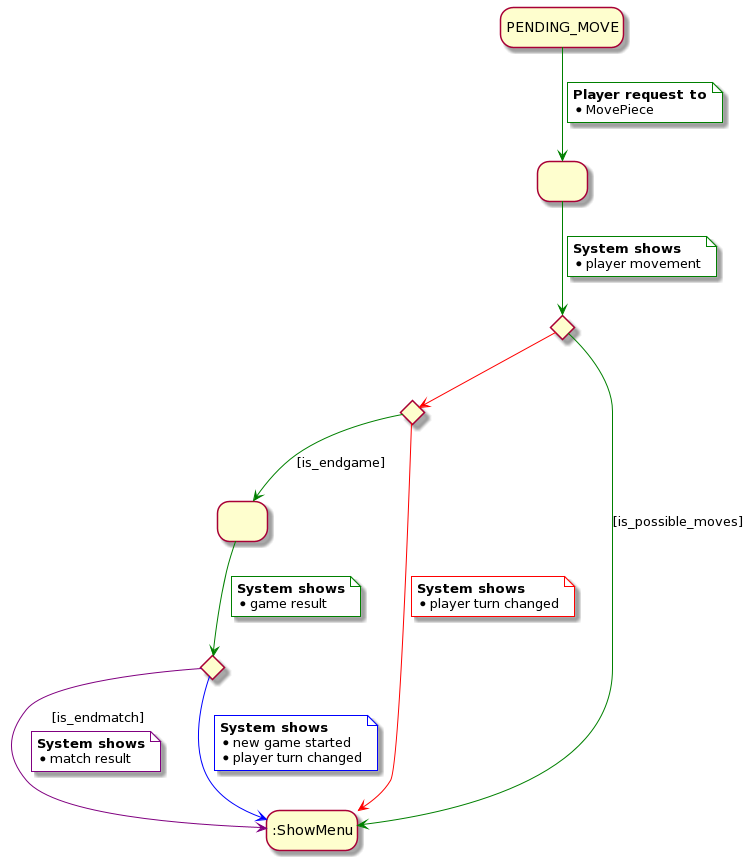 PENDING_MOVE
Player request to
• MovePiece
System shows
• player movement
[is_endgame]
[is_possible_moves]
System shows
• game result
System shows
• player turn changed
[is_endmatch]
System shows
• match result
System shows
• new game started
• player turn changed
:ShowMenu